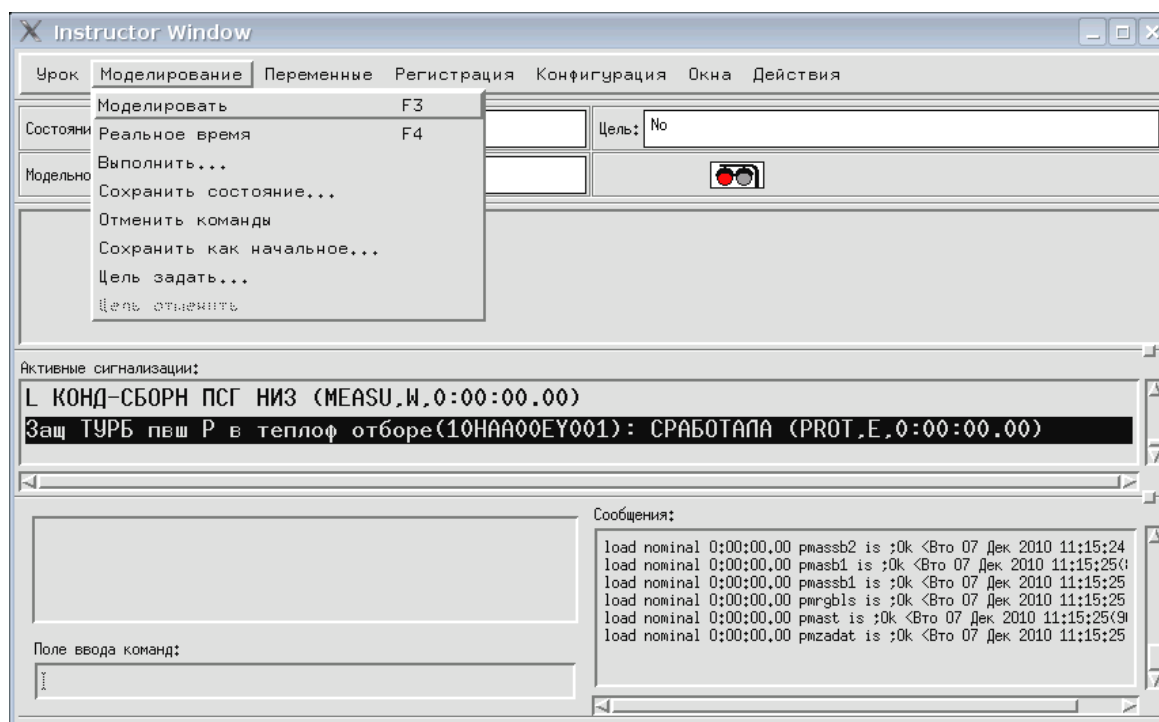 Instructor Window
Урок Моделирование Переменные Регистрация Конфигурация Окна Действия
Моделировать F3
Реальное время F4
Выполнить...
Сохранить состояние...
Отменить команды
Сохранить как начальное...
Цель задать...
Цель отменить
Состояни Цель: No
Модельно
Активные сигнализации:
L КОНД-СБОРН ПСГ НИЗ (MEASU,W,0:00:00.00)
Защ ТУРБ пвш Р в теплоф отборе(10HAA00EY001): СРАБОТАЛА (PROT,E,0:00:00.00)
Сообщения:
load nominal 0:00:00.00 pmassb2 is ;Ok <Вто 07 Дек 2010 11:15:24
load nominal 0:00:00.00 pmasb1 is ;Ok <Вто 07 Дек 2010 11:15:25(
load nominal 0:00:00.00 pmassb1 is ;Ok <Вто 07 Дек 2010 11:15:25
load nominal 0:00:00.00 pmrgbls is ;Ok <Вто 07 Дек 2010 11:15:25
load nominal 0:00:00.00 pmast is ;Ok <Вто 07 Дек 2010 11:15:25(9
load nominal 0:00:00.00 pmzadat is ;Ok <Вто 07 Дек 2010 11:15:25
Поле ввода команд: